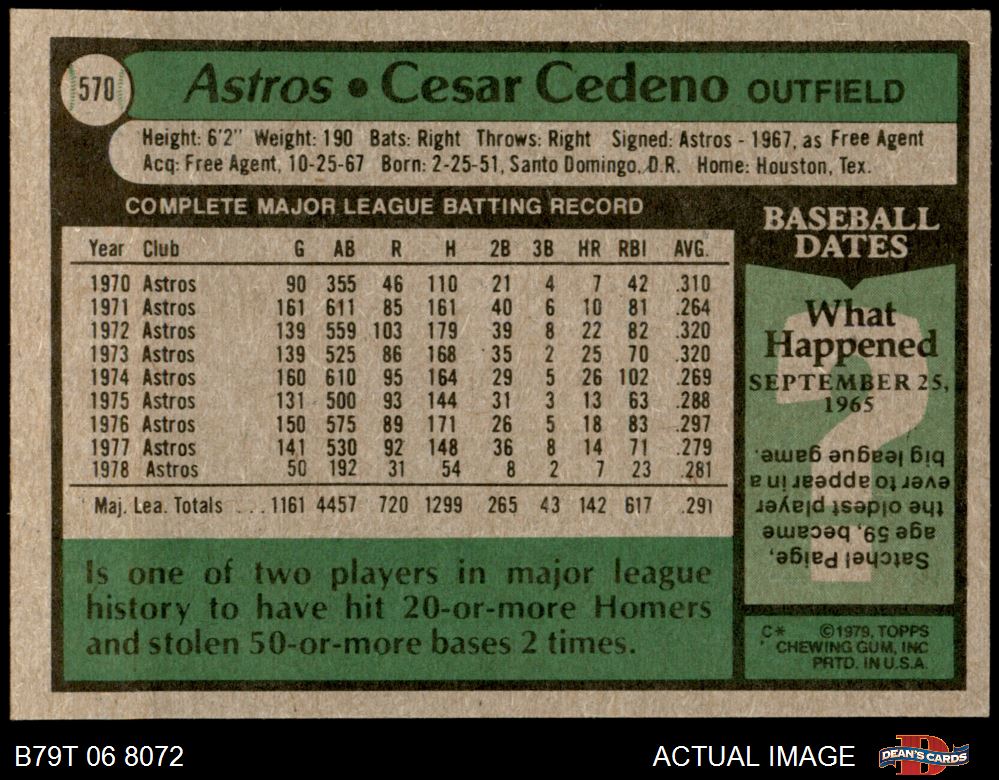 570
Astros • Cesar Cedeno OUTFIELD
Height: 6'2" Weight: 190 Bats: Right Throws: Right Signed: Astros - 1967, as Free Agent
Acq: Free Agent, 10-25-67 Born: 2-25-51, Santo Domingo, D.R. Home: Houston, Tex.
COMPLETE MAJOR LEAGUE BATTING RECORD
Year Club G AB R H 2B 3B HR RBI AVG.
1970 Astros 90 355 46 110 21 4 7 42 .310
1971 Astros 161 611 85 161 40 6 10 81 .264
1972 Astros 139 559 103 179 39 8 22 82 .320
1973 Astros 139 525 86 168 35 2 25 70 .320
1974 Astros 160 610 95 164 29 5 26 102 .269
1975 Astros 131 500 93 144 31 3 13 63 .288
1976 Astros 150 575 89 171 26 5 18 83 .297
1977 Astros 141 530 92 148 36 8 14 71 .279
1978 Astros 50 192 31 54 8 2 7 23 .281
Maj. Lea. Totals ... 1161 4457 720 1299 265 43 142 617 .291
Is one of two players in major league
history to have hit 20-or-more Homers
and stolen 50-or-more bases 2 times.
BASEBALL
DATES
What
Happened
SEPTEMBER 25,
1965
?
Satchel Paige,
age 59, became
the oldest player
ever to appear in a
big league game.
C* ©1979, TOPPS
CHEWING GUM, INC
PRTD. IN U.S.A.
B79T 06 8072
ACTUAL IMAGE
DEAN'S CARDS